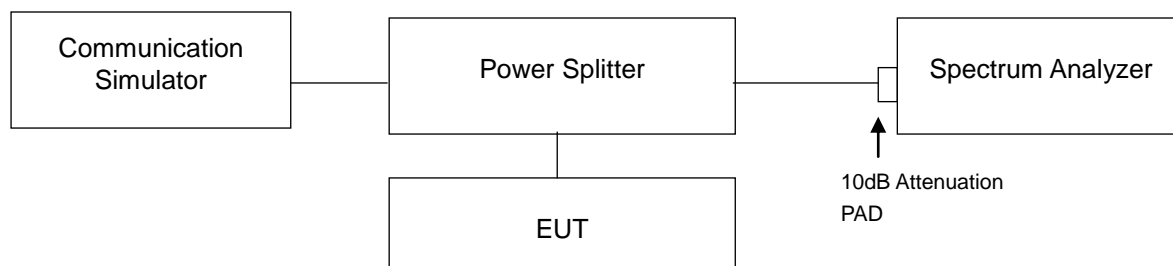 Communication
Simulator
Power Splitter
Spectrum Analyzer
10dB Attenuation
PAD
EUT